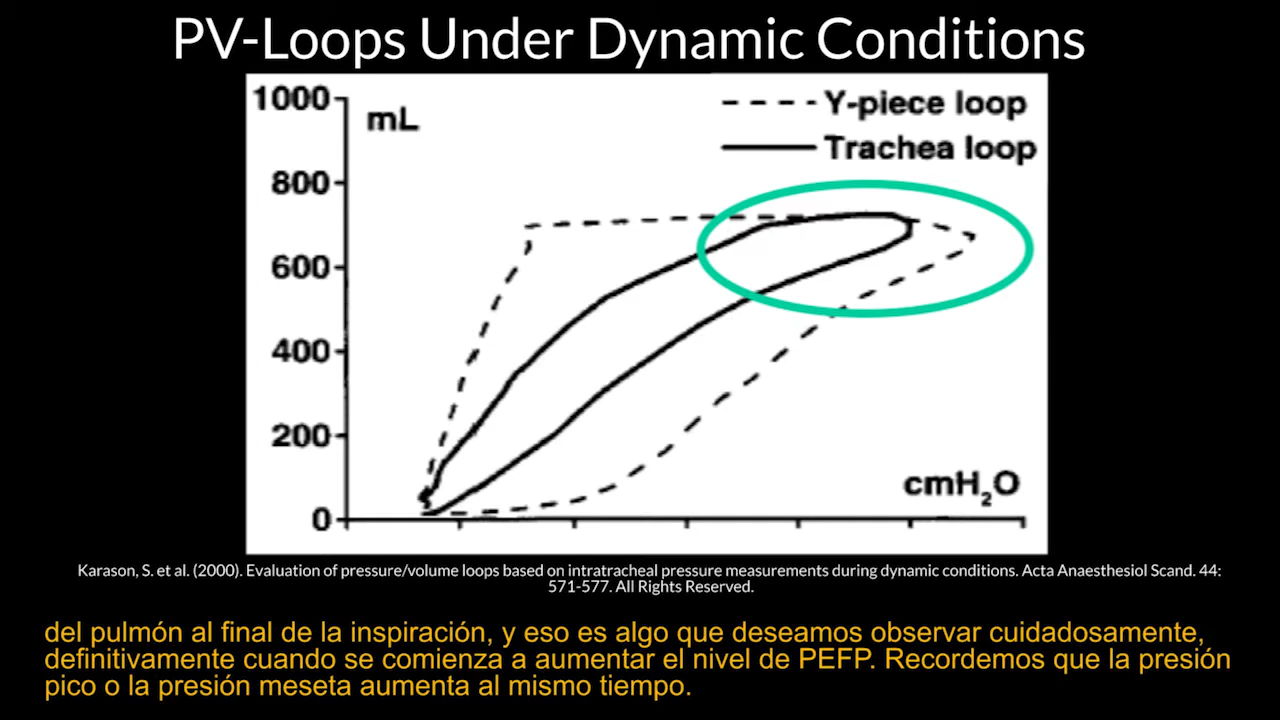 PV-Loops Under Dynamic Conditions
1000
mL
Y-piece loop
Trachea loop
800
600
400
200
0
cmH₂O
Karason, S. et al. (2000). Evaluation of pressure/volume loops based on intratracheal pressure measurements during dynamic conditions. Acta Anaesthesiol Scand. 44:
571-577. All Rights Reserved.
del pulmón al final de la inspiración, y eso es algo que deseamos observar cuidadosamente,
definitivamente cuando se comienza a aumentar el nivel de PEFP. Recordemos que la presión
pico o la presión meseta aumenta al mismo tiempo.